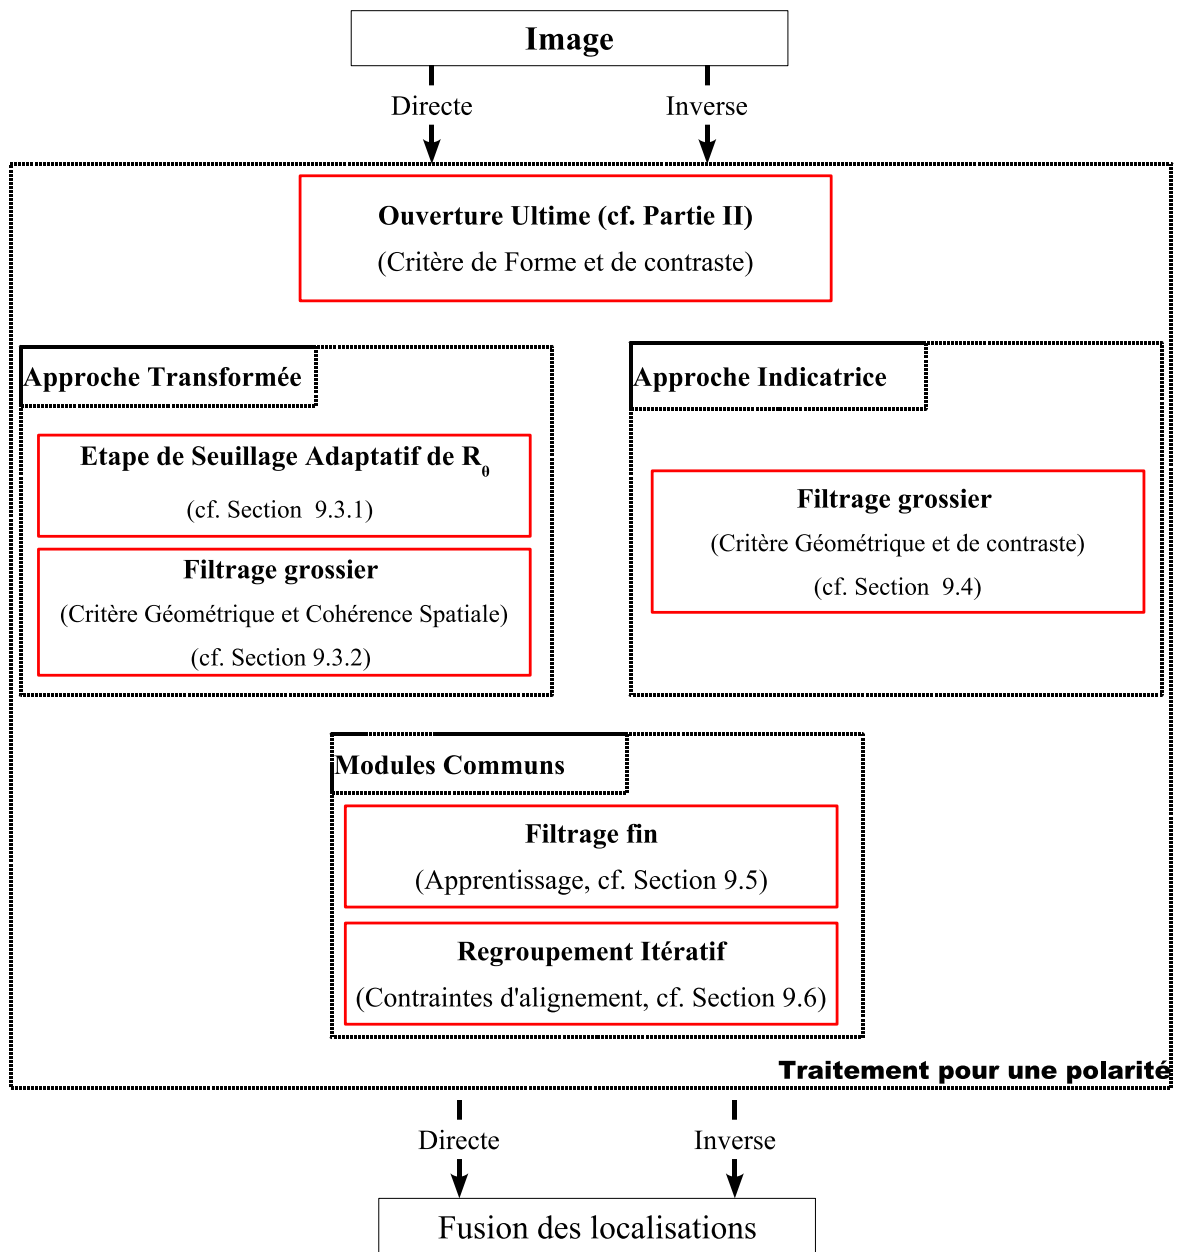 Image
Directe
Inverse
Ouverture Ultime (cf. Partie II)
(Critère de Forme et de contraste)
Approche Transformée
Etape de Seuillage Adaptatif de Rθ
(cf. Section 9.3.1)
Filtrage grossier
(Critère Géométrique et Cohérence Spatiale)
(cf. Section 9.3.2)
Approche Indicatrice
Filtrage grossier
(Critère Géométrique et de contraste)
(cf. Section 9.4)
Modules Communs
Filtrage fin
(Apprentissage, cf. Section 9.5)
Regroupement Itératif
(Contraintes d'alignement, cf. Section 9.6)
Traitement pour une polarité
Directe
Inverse
Fusion des localisations